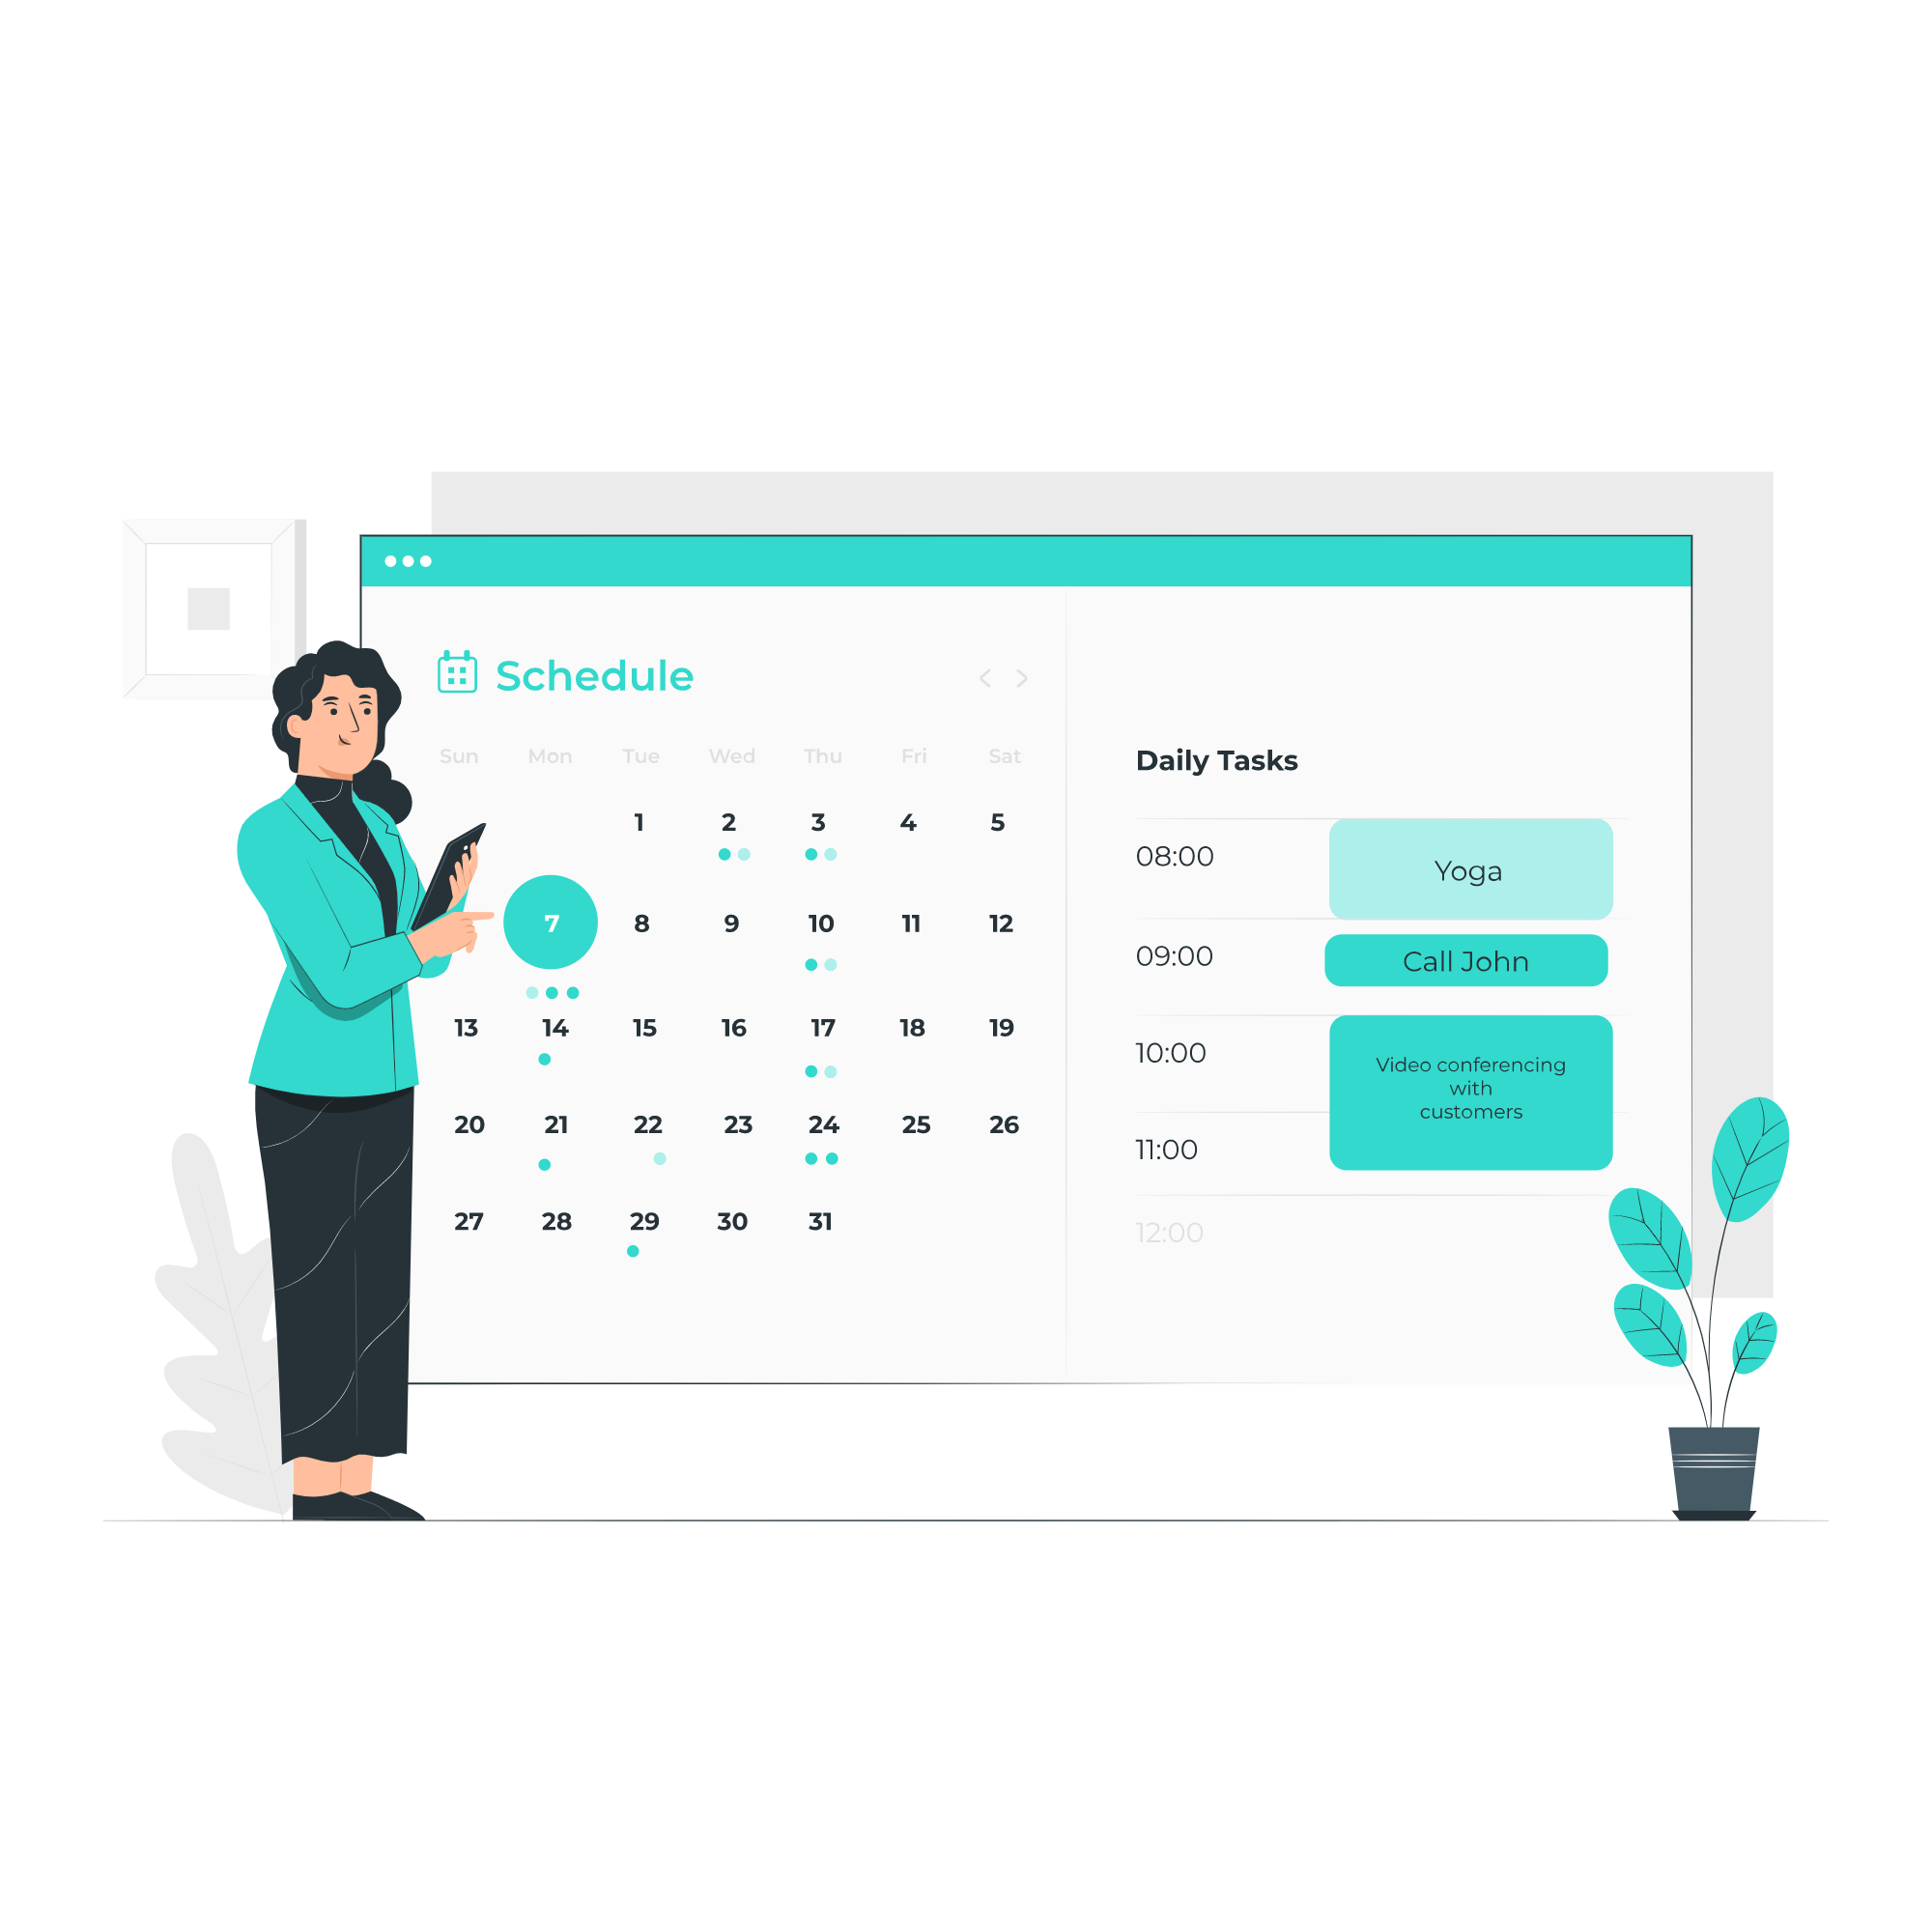 Schedule
Sun Mon Tue Wed Thu Fri Sat
1 2 3 4 5
7 8 9 10 11 12
13 14 15 16 17 18 19
20 21 22 23 24 25 26
27 28 29 30 31
Daily Tasks
08:00 Yoga
09:00 Call John
10:00
Video conferencing
with
customers
11:00
12:00